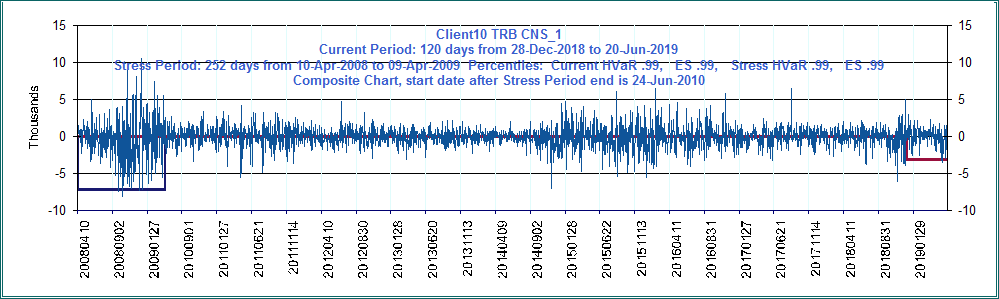 Client10 TRB CNS_1
Current Period: 120 days from 28-Dec-2018 to 20-Jun-2019
Stress Period: 252 days from 10-Apr-2008 to 09-Apr-2009  Percentiles:  Current HVaR .99,   ES .99,    Stress HVaR .99,   ES .99
Composite Chart, start date after Stress Period end is 24-Jun-2010
Thousands
15 15
10 10
5 5
0 0
-5 -5
-10 -10
20080410 20080902 20090127 20100901 20110127 20110621 20111114 20120410 20120830 20130128 20130620 20131113 20140409 20140902 20150128 20150622 20151113 20160411 20160831 20170127 20170621 20171114 20180411 20180831 20190129